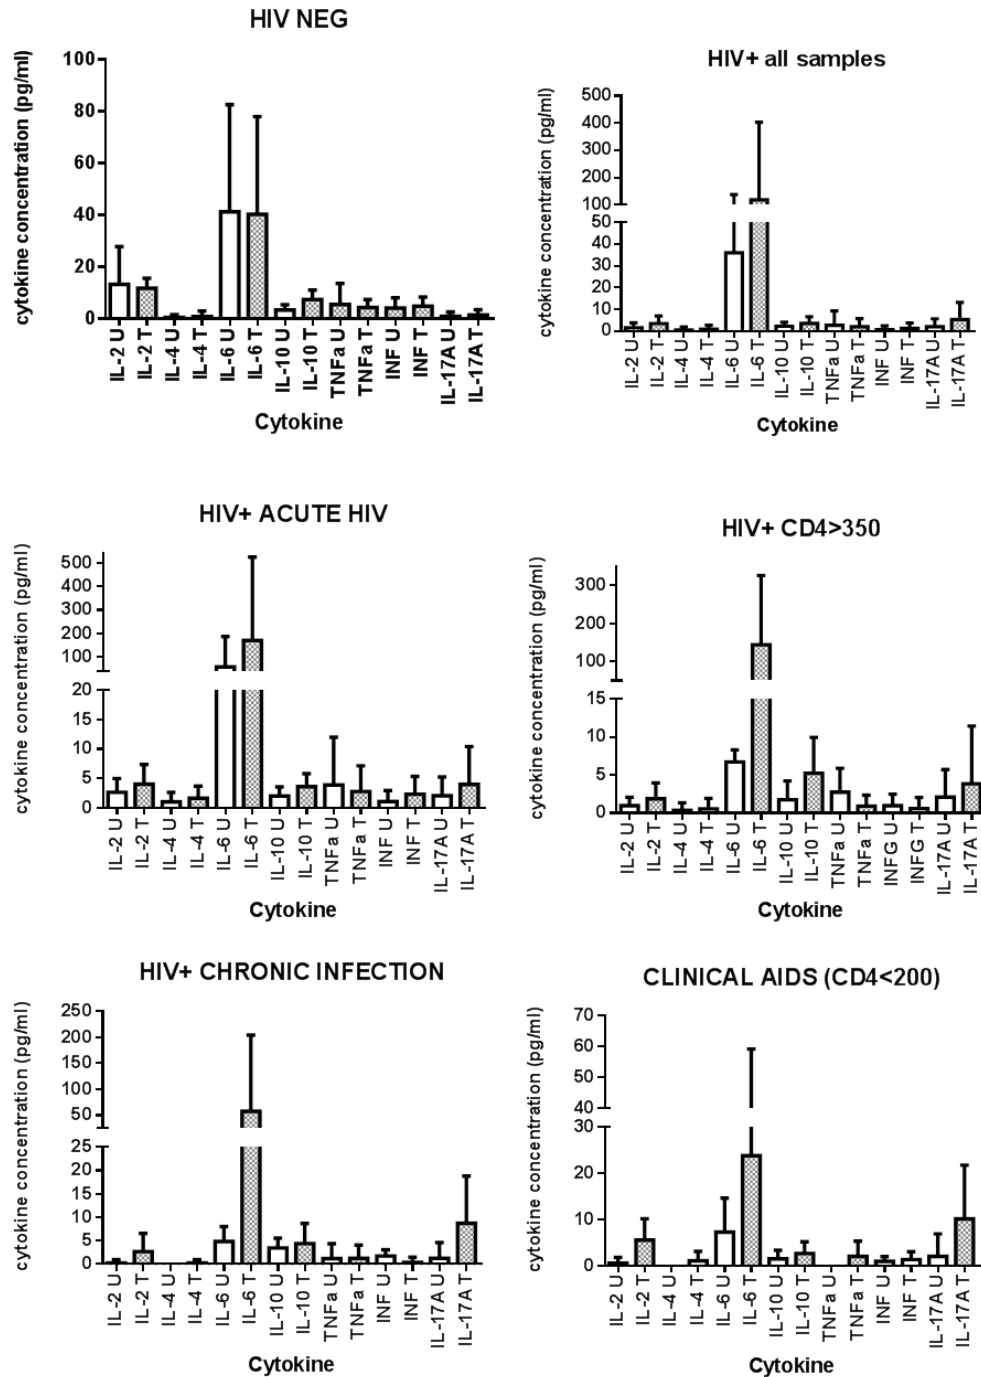 HIV NEG
cytokine concentration (pg/ml)
100
80
60
40
20
0
IL-2 U
IL-2 T
IL-4 U
IL-4 T
IL-6 U
IL-6 T
IL-10 U
IL-10 T
TNFa U
TNFa T
INF U
INF T
IL-17A U
IL-17A T
Cytokine
HIV+ all samples
cytokine concentration (pg/ml)
500
400
300
200
100
50
40
30
20
10
0
IL-2 U
IL-2 T
IL-4 U
IL-4 T
IL-6 U
IL-6 T
IL-10 U
IL-10 T
TNFa U
TNFa T
INF U
INF T
IL-17A U
IL-17A T
Cytokine
HIV+ ACUTE HIV
cytokine concentration (pg/ml)
500
400
300
200
100
20
15
10
5
0
IL-2 U
IL-2 T
IL-4 U
IL-4 T
IL-6 U
IL-6 T
IL-10 U
IL-10 T
TNFa U
TNFa T
INF U
INF T
IL-17A U
IL-17A T
Cytokine
HIV+ CD4>350
cytokine concentration (pg/ml)
300
200
100
15
10
5
0
IL-2 U
IL-2 T
IL-4 U
IL-4 T
IL-6 U
IL-6 T
IL-10 U
IL-10 T
TNFa U
TNFa T
INFG U
INFG T
IL-17A U
IL-17A T
Cytokine
HIV+ CHRONIC INFECTION
cytokine concentration (pg/ml)
250
200
150
100
50
25
20
15
10
5
0
IL-2 U
IL-2 T
IL-4 U
IL-4 T
IL-6 U
IL-6 T
IL-10 U
IL-10 T
TNFa U
TNFa T
INF U
INF T
IL-17A U
IL-17A T
Cytokine
CLINICAL AIDS (CD4<200)
cytokine concentration (pg/ml)
70
60
50
40
30
20
10
0
IL-2 U
IL-2 T
IL-4 U
IL-4 T
IL-6 U
IL-6 T
IL-10 U
IL-10 T
TNFa U
TNFa T
INF U
INF T
IL-17A U
IL-17A T
Cytokine